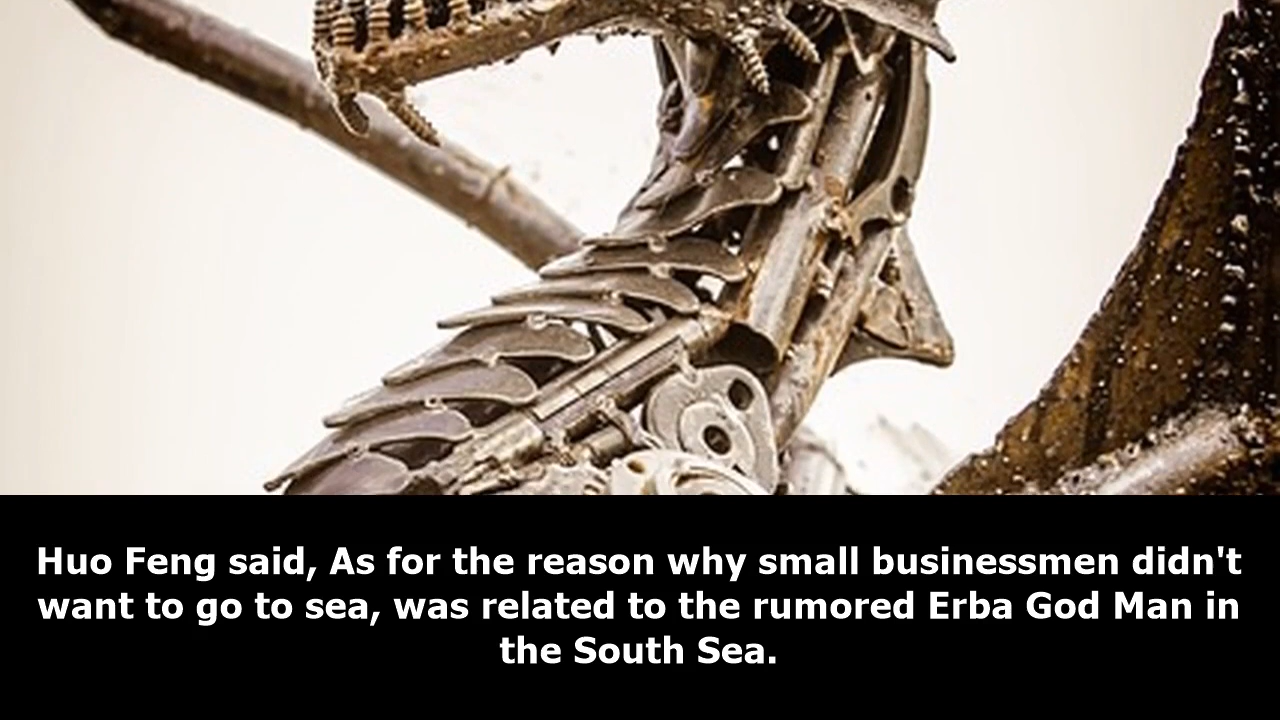 Huo Feng said, As for the reason why small businessmen didn't
want to go to sea, was related to the rumored Erba God Man in
the South Sea.